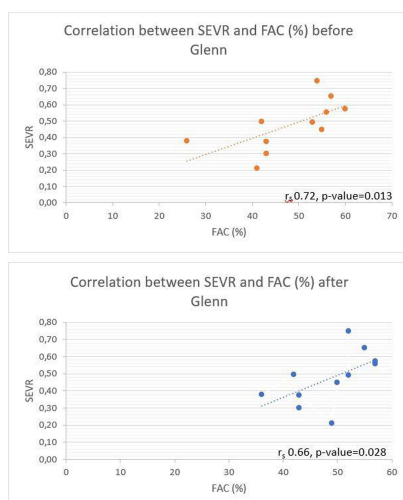 Correlation between SEVR and FAC (%) before
Glenn
0,80
0,70
0,60
0,50
0,40
0,30
0,20
0,10
0,00
SEVR
rs 0.72, p-value=0.013
0 10 20 30 40 50 60 70
FAC (%)
Correlation between SEVR and FAC (%) after
Glenn
0,80
0,70
0,60
0,50
0,40
0,30
0,20
0,10
0,00
SEVR
rs 0.66, p-value=0.028
0 10 20 30 40 50 60
FAC (%)